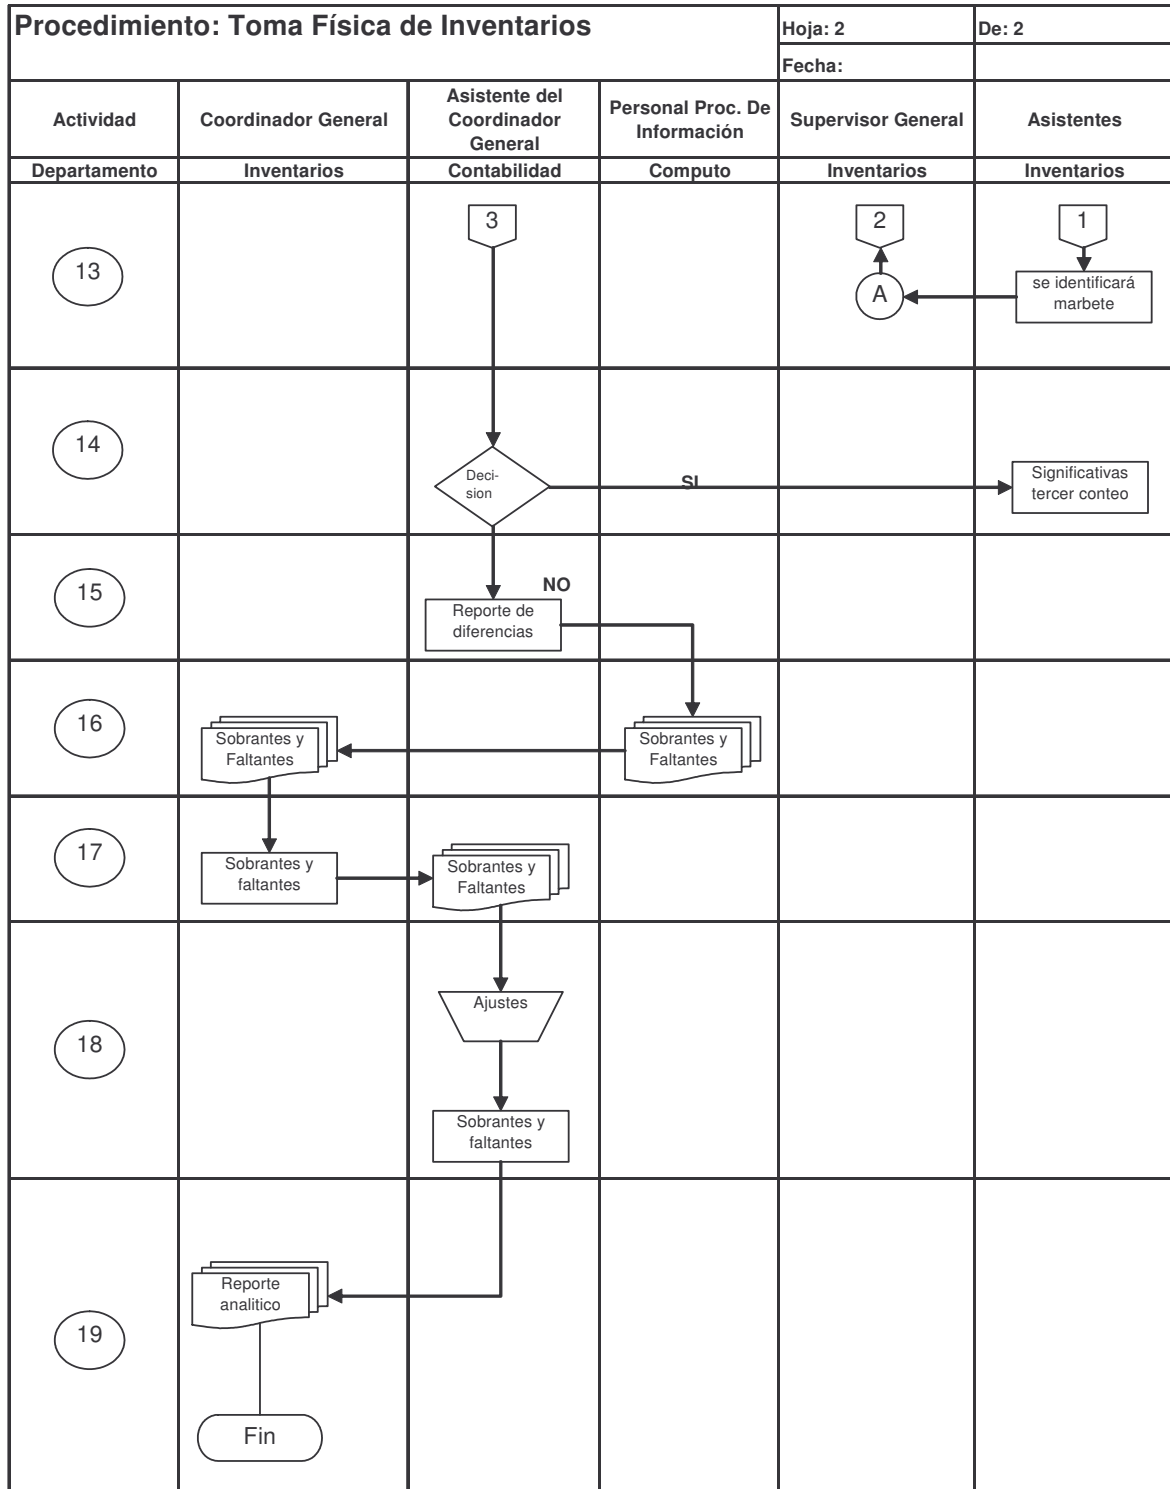 Procedimiento: Toma Física de Inventarios
Hoja: 2
De: 2
Fecha:
Actividad
Coordinador General
Asistente del
Coordinador
General
Personal Proc. De
Información
Supervisor General
Asistentes
Departamento
Inventarios
Contabilidad
Computo
Inventarios
Inventarios
13
3
2
A
1
se identificará
marbete
14
Deci-
sion
SI
Significativas
tercer conteo
15
NO
Reporte de
diferencias
16
Sobrantes y
Faltantes
Sobrantes y
Faltantes
17
Sobrantes y
faltantes
Sobrantes y
Faltantes
18
Ajustes
Sobrantes y
faltantes
19
Reporte
analitico
Fin